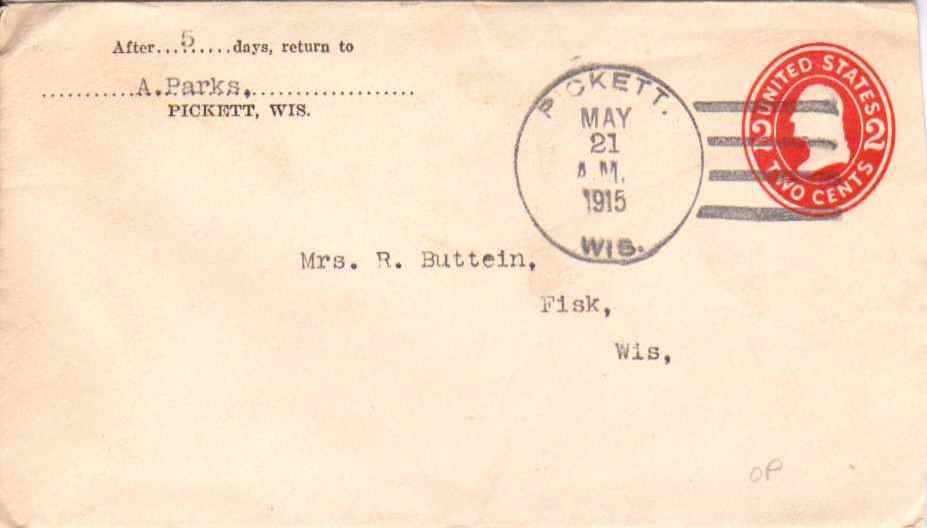 After...5......days, return to
............A.Parks,....................
PICKETT, WIS.
PICKETT.
MAY
21
A.M.
1915
WIS.
UNITED STATES
2 2
TWO CENTS
Mrs. R. Buttein,
Fisk,
Wis,
OP